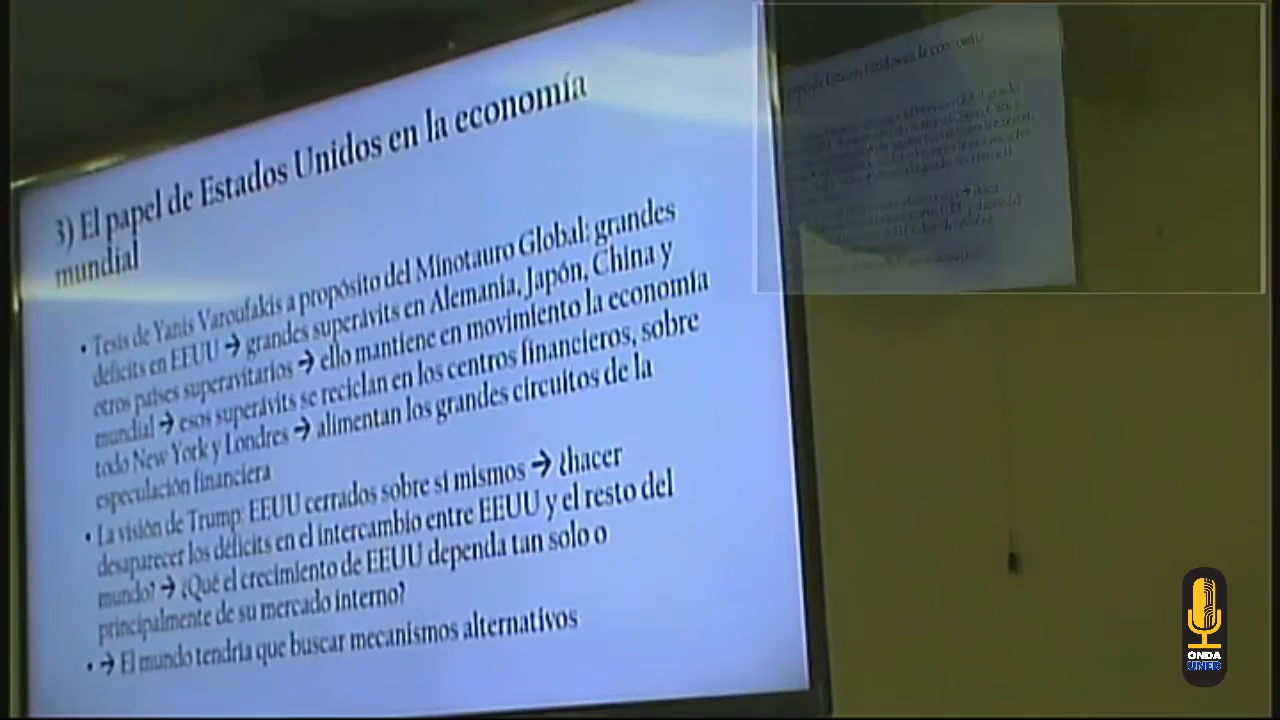 3) El papel de Estados Unidos en la economía
mundial
• Tesis de Yanis Varoufakis a propósito del Minotauro Global: grandes
déficits en EEUU → grandes superávits en Alemania, Japón, China y
otros países superavitarios → ello mantiene en movimiento la economía
mundial → esos superávits se reciclan en los centros financieros, sobre
todo New York y Londres → alimentan los grandes circuitos de la
especulación financiera
• La visión de Trump: EEUU cerrados sobre sí mismos → ¿hacer
desaparecer los déficits en el intercambio entre EEUU y el resto del
mundo? → ¿Qué el crecimiento de EEUU dependa tan solo o
principalmente de su mercado interno?
• → El mundo tendría que buscar mecanismos alternativos
ONDA
UNED